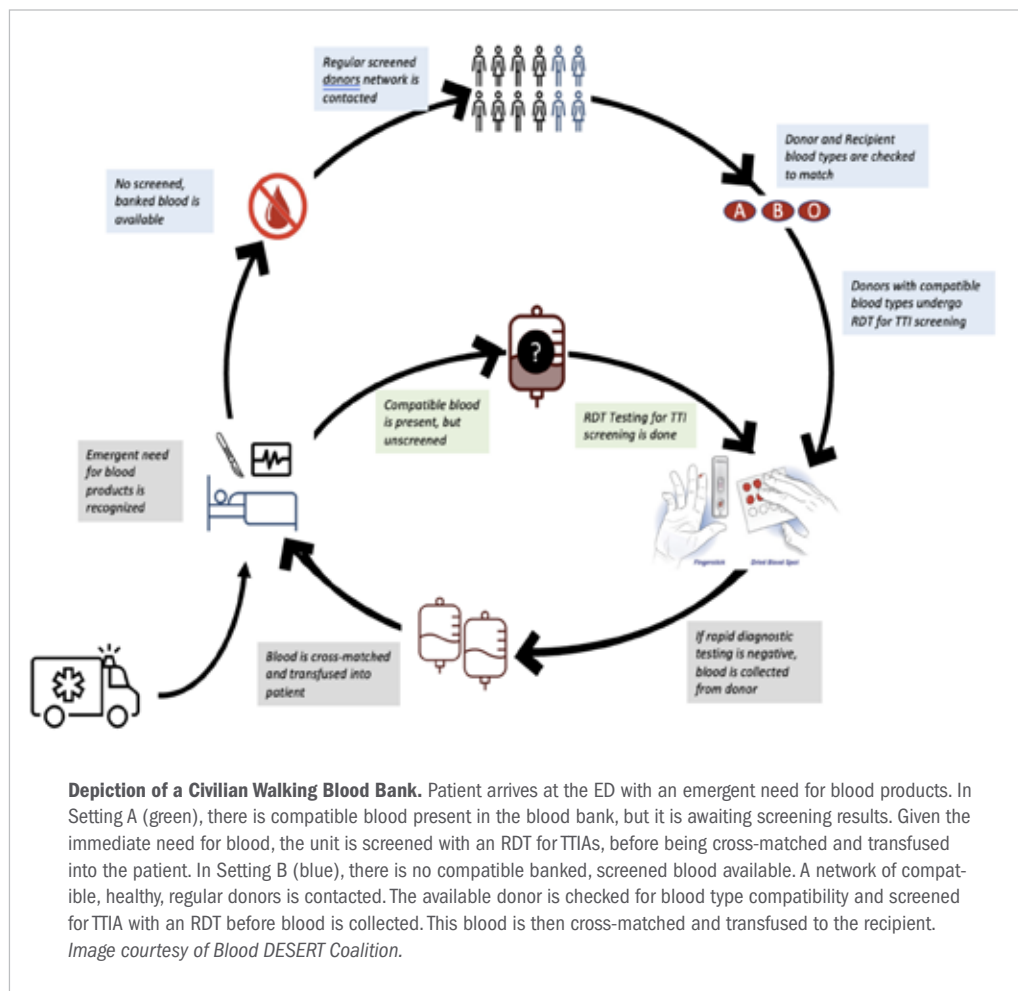 Regular screened
donors network is
contacted
Donor and Recipient
blood types are checked
to match
No screened,
banked blood is
available
A B O
Donors with compatible
blood types undergo
RDT for TTI screening
?
Compatible blood
is present, but
unscreened
RDT Testing for TTI
screening is done
Emergent need
for blood
products is
recognized
Fingerstick
Dried Blood Spot
If rapid diagnostic
testing is negative,
blood is collected
from donor
Blood is cross-matched
and transfused into
patient
Depiction of a Civilian Walking Blood Bank. Patient arrives at the ED with an emergent need for blood products. In
Setting A (green), there is compatible blood present in the blood bank, but it is awaiting screening results. Given the
immediate need for blood, the unit is screened with an RDT for TTIAs, before being cross-matched and transfused
into the patient. In Setting B (blue), there is no compatible banked, screened blood available. A network of compat-
ible, healthy, regular donors is contacted. The available donor is checked for blood type compatibility and screened
for TTIA with an RDT before blood is collected. This blood is then cross-matched and transfused to the recipient.
Image courtesy of Blood DESERT Coalition.